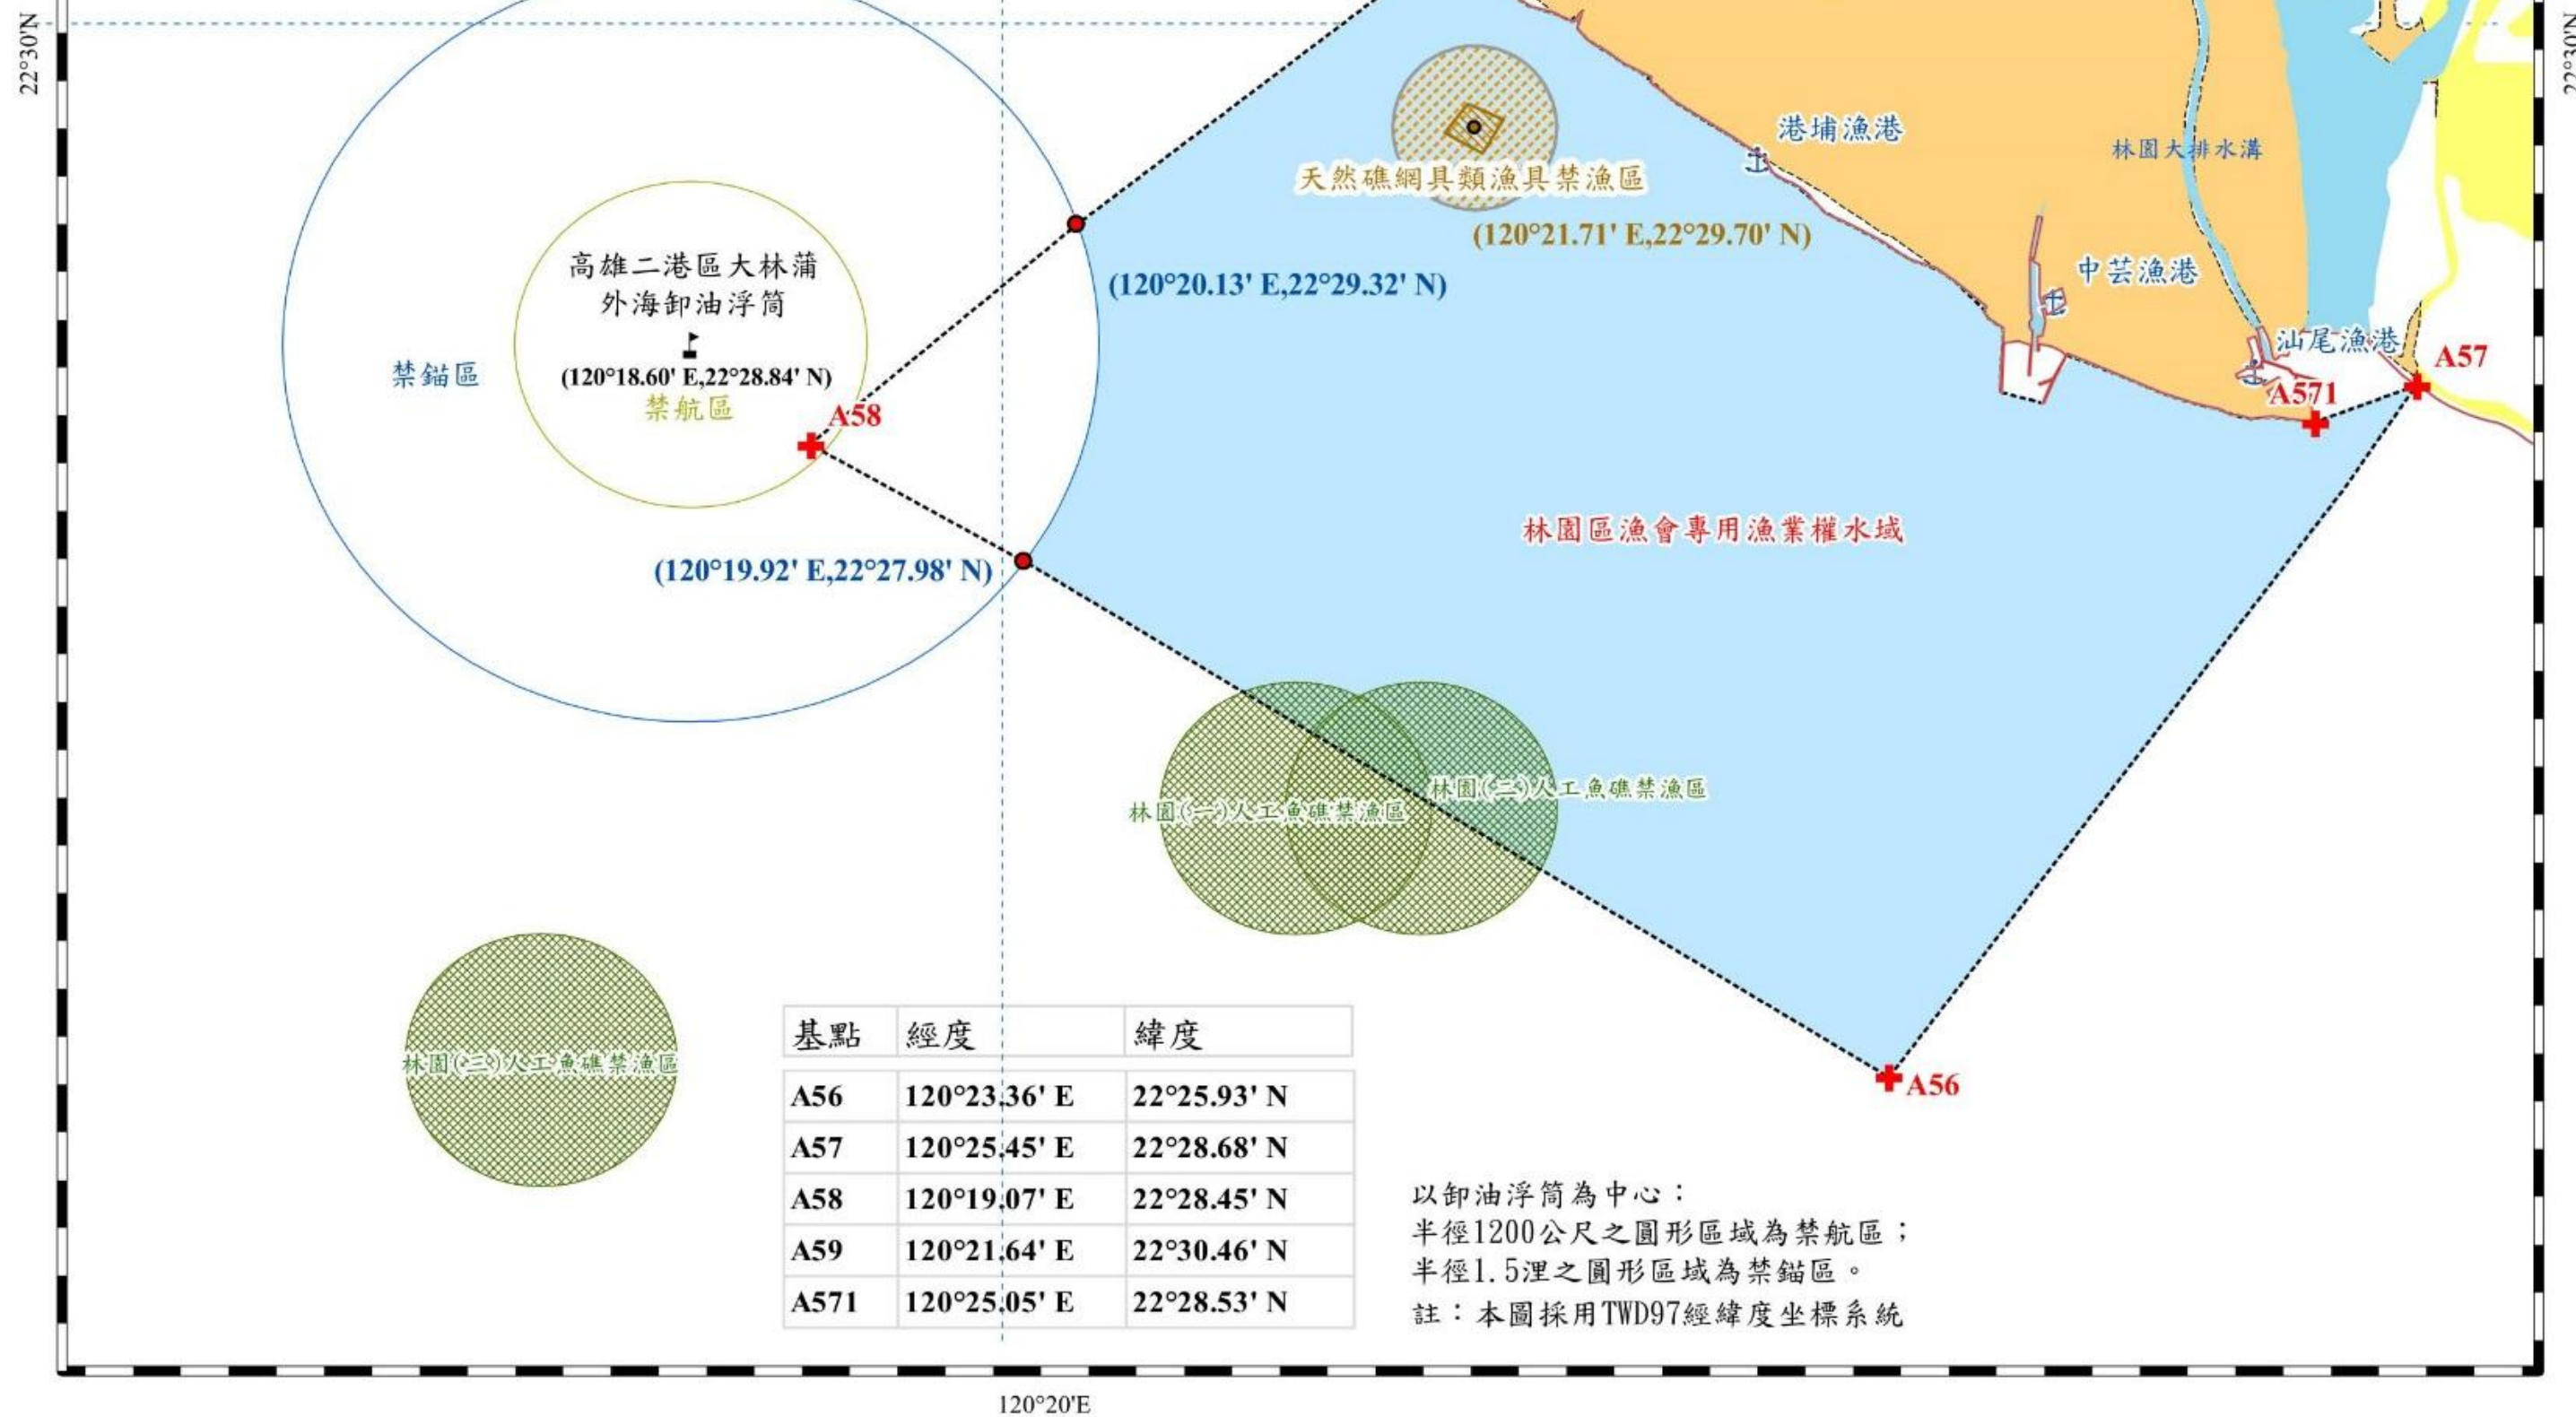 22°30'N
22°30'N
港埔漁港
林園大排水溝
天然礁網具類漁具禁漁區
(120°21.71' E,22°29.70' N)
高雄二港區大林蒲
外海卸油浮筒
(120°18.60' E,22°28.84' N)
禁航區
禁錨區
(120°20.13' E,22°29.32' N)
中芸漁港
汕尾漁港
A57
A571
A58
林園區漁會專用漁業權水域
(120°19.92' E,22°27.98' N)
林園(二)人工魚礁禁漁區
林園(一)人工魚礁禁漁區
林園(三)人工魚礁禁漁區
A56
基點 經度 緯度
A56 120°23.36' E 22°25.93' N
A57 120°25.45' E 22°28.68' N
A58 120°19.07' E 22°28.45' N
A59 120°21.64' E 22°30.46' N
A571 120°25.05' E 22°28.53' N
以卸油浮筒為中心：
半徑1200公尺之圓形區域為禁航區；
半徑1.5浬之圓形區域為禁錨區。
註：本圖採用TWD97經緯度坐標系統
120°20'E